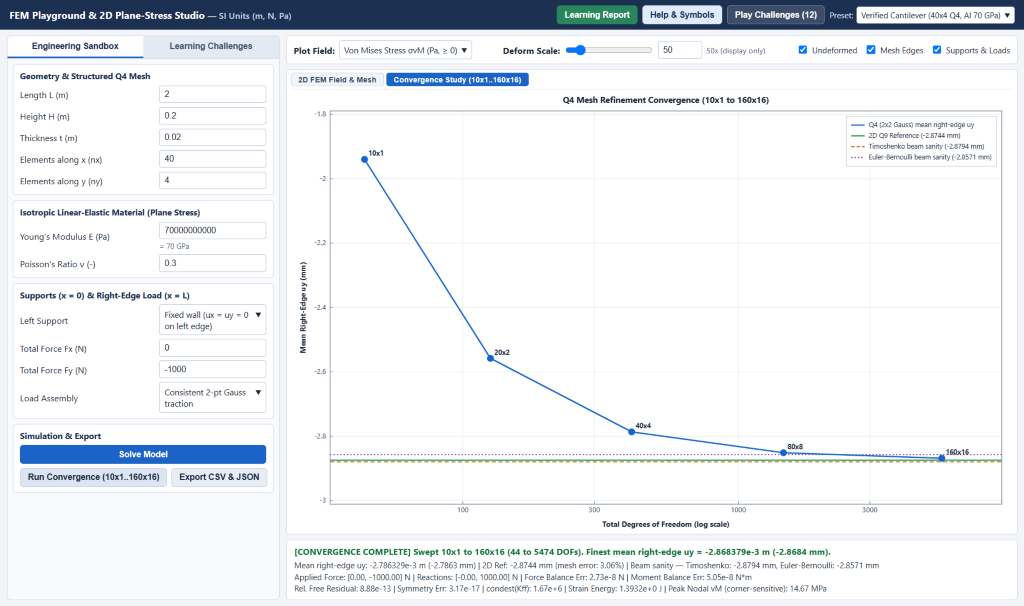 FEM Playground & 2D Plane-Stress Studio — SI Units (m, N, Pa)
Learning Report
Help & Symbols
Play Challenges (12)
Preset:
Verified Cantilever (40x4 Q4, Al 70 GPa) ▼
Engineering Sandbox
Learning Challenges
Geometry & Structured Q4 Mesh
Length L (m)
2
Height H (m)
0.2
Thickness t (m)
0.02
Elements along x (nx)
40
Elements along y (ny)
4
Isotropic Linear-Elastic Material (Plane Stress)
Young's Modulus E (Pa)
70000000000
= 70 GPa
Poisson's Ratio ν (-)
0.3
Supports (x = 0) & Right-Edge Load (x = L)
Left Support
Fixed wall (ux = uy = 0
on left edge)
▼
Total Force Fx (N)
0
Total Force Fy (N)
-1000
Load Assembly
Consistent 2-pt Gauss
traction
▼
Simulation & Export
Solve Model
Run Convergence (10x1..160x16)
Export CSV & JSON
Plot Field:
Von Mises Stress σvM (Pa, ≥ 0) ▼
Deform Scale:
50
50x (display only)
Undeformed
Mesh Edges
Supports & Loads
2D FEM Field & Mesh
Convergence Study (10x1..160x16)
Q4 Mesh Refinement Convergence (10x1 to 160x16)
Q4 (2x2 Gauss) mean right-edge uy
2D Q9 Reference (-2.8744 mm)
Timoshenko beam sanity (-2.8794 mm)
Euler-Bernoulli beam sanity (-2.8571 mm)
Mean Right-Edge uy (mm)
-1.8
-2
-2.2
-2.4
-2.6
-2.8
-3
10x1
20x2
40x4
80x8
160x16
100
300
1000
3000
Total Degrees of Freedom (log scale)
[CONVERGENCE COMPLETE] Swept 10x1 to 160x16 (44 to 5474 DOFs). Finest mean right-edge uy = -2.868379e-3 m (-2.8684 mm).
Mean right-edge uy: -2.786329e-3 m (-2.7863 mm) | 2D Ref: -2.8744 mm (mesh error: 3.06%) | Beam sanity — Timoshenko: -2.8794 mm, Euler-Bernoulli: -2.8571 mm
Applied Force: [0.00, -1000.00] N | Reactions: [-0.00, 1000.00] N | Force Balance Err: 2.73e-8 N | Moment Balance Err: 5.05e-8 N*m
Rel. Free Residual: 8.88e-13 | Symmetry Err: 3.17e-17 | condest(Kff): 1.67e+6 | Strain Energy: 1.3932e+0 J | Peak Nodal vM (corner-sensitive): 14.67 MPa